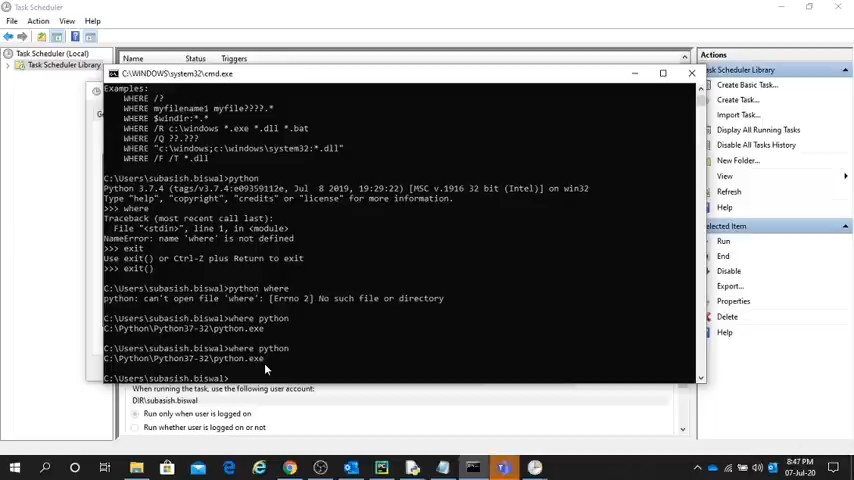 Task Scheduler
File Action View Help
Task Scheduler (Local)
Task Scheduler Library
Name Status Triggers
Actions
Task Scheduler Library
Create Basic Task...
Create Task...
Import Task...
Display All Running Tasks
Disable All Tasks History
New Folder...
View
Refresh
Help
Selected Item
Run
End
Disable
Export...
Properties
Delete
Help
C:\WINDOWS\system32\cmd.exe
Examples:
WHERE /?
WHERE myfilename1 myfile????.*
WHERE $windir:*.*
WHERE /R c:\windows *.exe *.dll *.bat
WHERE /Q ??.???
WHERE "c:\windows;c:\windows\system32:*.dll"
WHERE /F /T *.dll
C:\Users\subasish.biswal>python
Python 3.7.4 (tags/v3.7.4:e09359112e, Jul  8 2019, 19:29:22) [MSC v.1916 32 bit (Intel)] on win32
Type "help", "copyright", "credits" or "license" for more information.
>>> where
Traceback (most recent call last):
File "<stdin>", line 1, in <module>
NameError: name 'where' is not defined
>>> exit
Use exit() or Ctrl-Z plus Return to exit
>>> exit()
C:\Users\subasish.biswal>python where
python: can't open file 'where': [Errno 2] No such file or directory
C:\Users\subasish.biswal>where python
C:\Python\Python37-32\python.exe
C:\Users\subasish.biswal>where python
C:\Python\Python37-32\python.exe
C:\Users\subasish.biswal>
When running the task, use the following user account:
DIR\subasish.biswal
Run only when user is logged on
Run whether user is logged on or not
8:47 PM
07-Jul-20